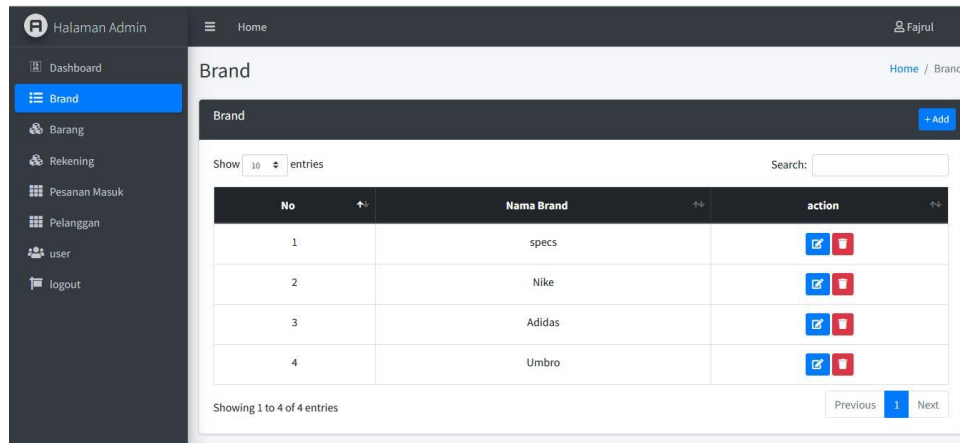 Halaman Admin
Home
Fajrul
Dashboard
Brand
Barang
Rekening
Pesanan Masuk
Pelanggan
user
logout
Brand
Home / Brand
Brand
+ Add
Show 10 entries
Search:
No Nama Brand action
1 specs
2 Nike
3 Adidas
4 Umbro
Showing 1 to 4 of 4 entries
Previous 1 Next